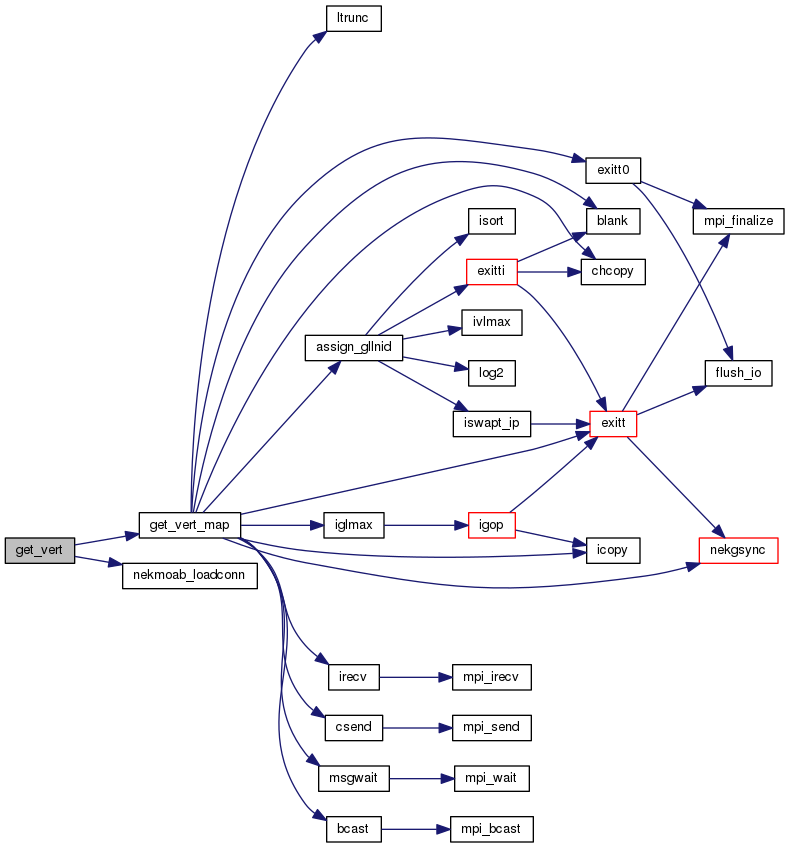 ltrunc
exitt0
mpi_finalize
isort
blank
exitti
chcopy
ivlmax
assign_gllnid
log2
flush_io
iswapt_ip
exitt
get_vert_map
iglmax
igop
get_vert
icopy
nekgsync
nekmoab_loadconn
irecv
mpi_irecv
csend
mpi_send
msgwait
mpi_wait
bcast
mpi_bcast